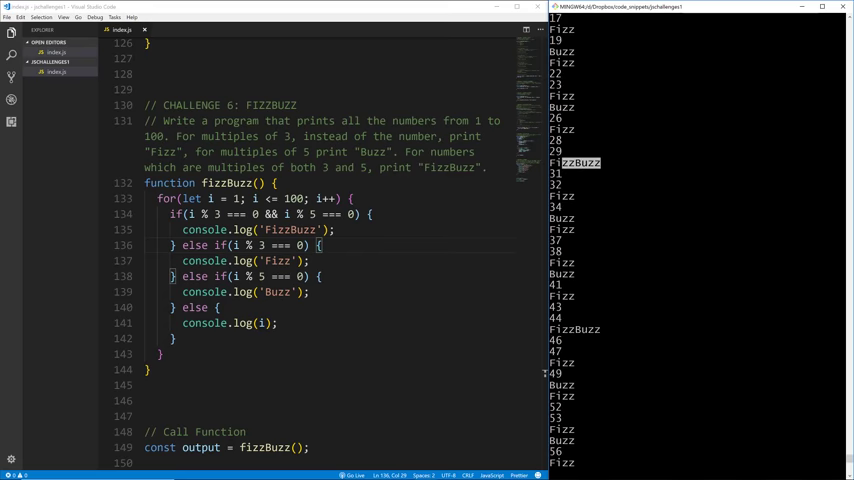 index.js - jschallenges1 - Visual Studio Code
File Edit Selection View Go Debug Tasks Help
EXPLORER
OPEN EDITORS
JS index.js
JSCHALLENGES1
JS index.js
JS index.js
126 }
127
128
129
130 // CHALLENGE 6: FIZZBUZZ
131 // Write a program that prints all the numbers from 1 to
100. For multiples of 3, instead of the number, print
"Fizz", for multiples of 5 print "Buzz". For numbers
which are multiples of both 3 and 5, print "FizzBuzz".
132 function fizzBuzz() {
133 for(let i = 1; i <= 100; i++) {
134 if(i % 3 === 0 && i % 5 === 0) {
135 console.log('FizzBuzz');
136 } else if(i % 3 === 0) {
137 console.log('Fizz');
138 } else if(i % 5 === 0) {
139 console.log('Buzz');
140 } else {
141 console.log(i);
142 }
143 }
144 }
145
146
147
148 // Call Function
149 const output = fizzBuzz();
150
0 0 Go Live Ln 136, Col 29 Spaces: 2 UTF-8 CRLF JavaScript Prettier
MINGW64:/d/Dropbox/code_snippets/jschallenges1
17
Fizz
19
Buzz
Fizz
22
23
Fizz
Buzz
26
Fizz
28
29
FizzBuzz
31
32
Fizz
34
Buzz
Fizz
37
38
Fizz
Buzz
41
Fizz
43
44
FizzBuzz
46
47
Fizz
49
Buzz
Fizz
52
53
Fizz
Buzz
56
Fizz